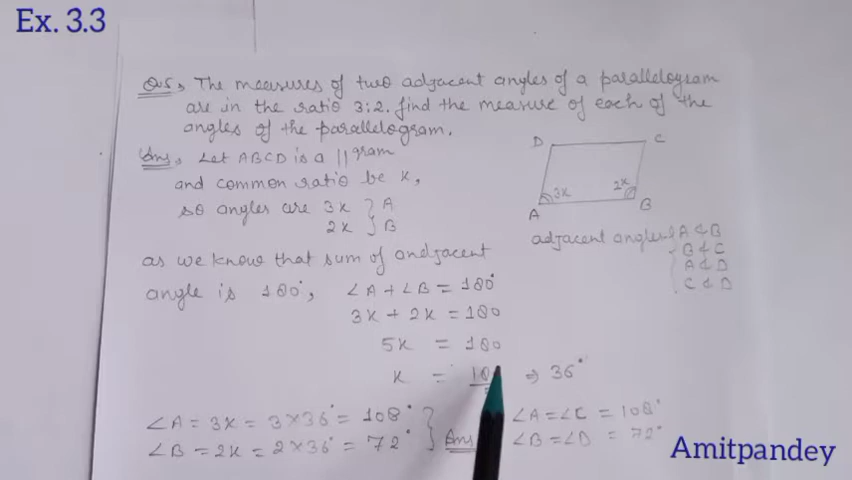 Ex. 3.3
Q.5, The measures of two adjacent angles of a parallelogram
are in the ratio 3:2. find the measure of each of the
angles of the parallelogram.
Ans, Let ABCD is a ||gram
and common ratio be x,
so angles are 3x } A
2x } B
D C
3x 2x
A B
adjacent angles { A & B
B & C
A & D
C & D
as we know that sum of andjacent
angle is 180°, ∠A + ∠B = 180°
3x + 2x = 180
5x = 180
x = ⇒ 36°
∠A = 3x = 3×36° = 108°
∠B = 2x = 2×36° = 72° } Ans
∠A = ∠C = 108°
∠B = ∠D = 72°
Amitpandey